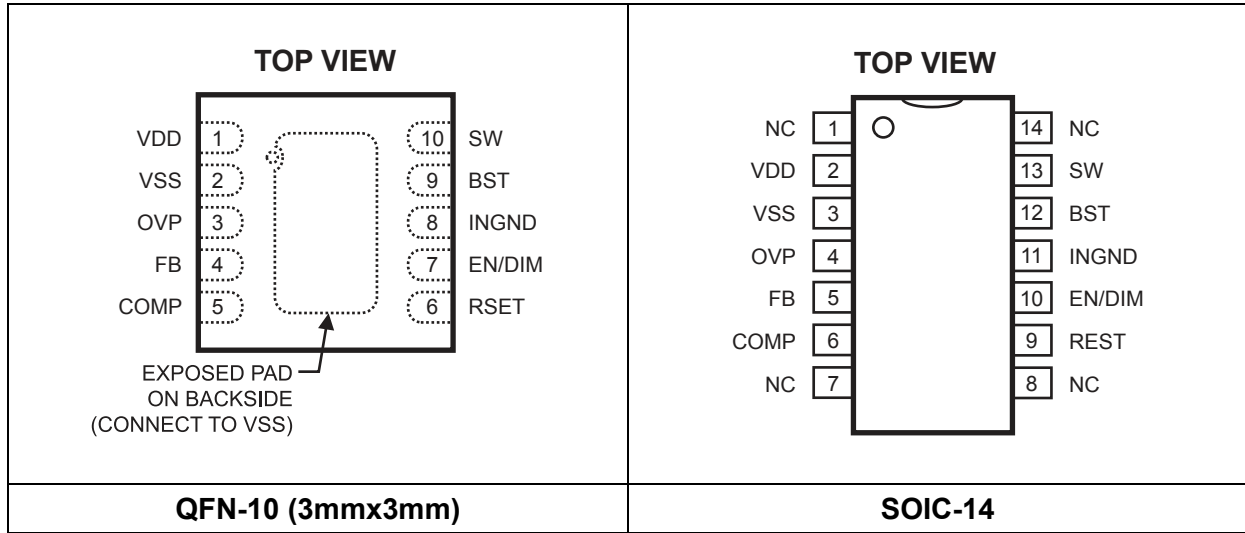 TOP VIEW
VDD 1 10 SW
VSS 2 9 BST
OVP 3 8 INGND
FB 4 7 EN/DIM
COMP 5 6 RSET
EXPOSED PAD
ON BACKSIDE
(CONNECT TO VSS)
QFN-10 (3mmx3mm)
TOP VIEW
NC 1 14 NC
VDD 2 13 SW
VSS 3 12 BST
OVP 4 11 INGND
FB 5 10 EN/DIM
COMP 6 9 REST
NC 7 8 NC
SOIC-14